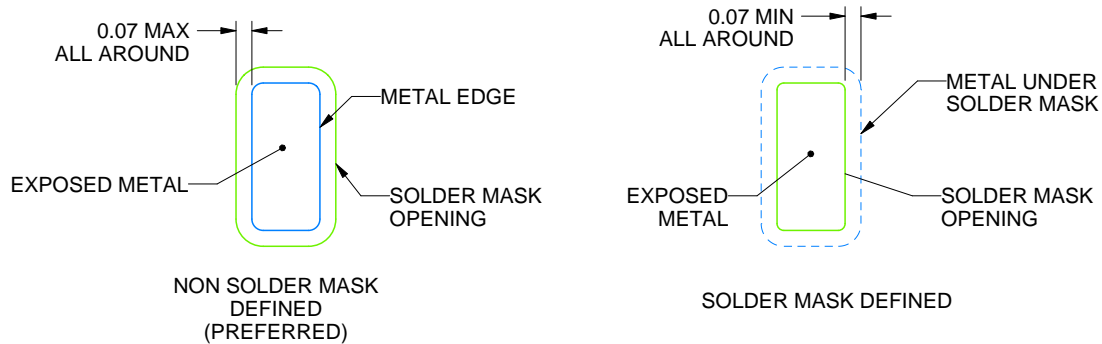 0.07 MAX
ALL AROUND
METAL EDGE
EXPOSED METAL
SOLDER MASK
OPENING
NON SOLDER MASK
DEFINED
(PREFERRED)
0.07 MIN
ALL AROUND
METAL UNDER
SOLDER MASK
EXPOSED
METAL
SOLDER MASK
OPENING
SOLDER MASK DEFINED